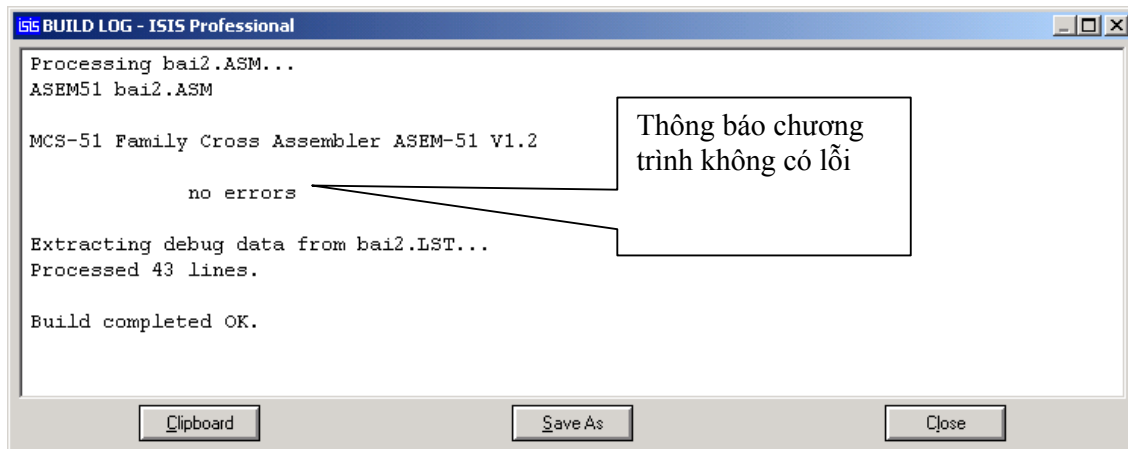 isis BUILD LOG - ISIS Professional
Processing bai2.ASM...
ASEM51 bai2.ASM
MCS-51 Family Cross Assembler ASEM-51 V1.2
no errors
Extracting debug data from bai2.LST...
Processed 43 lines.
Build completed OK.
Thông báo chương
trình không có lỗi
Clipboard
Save As
Close